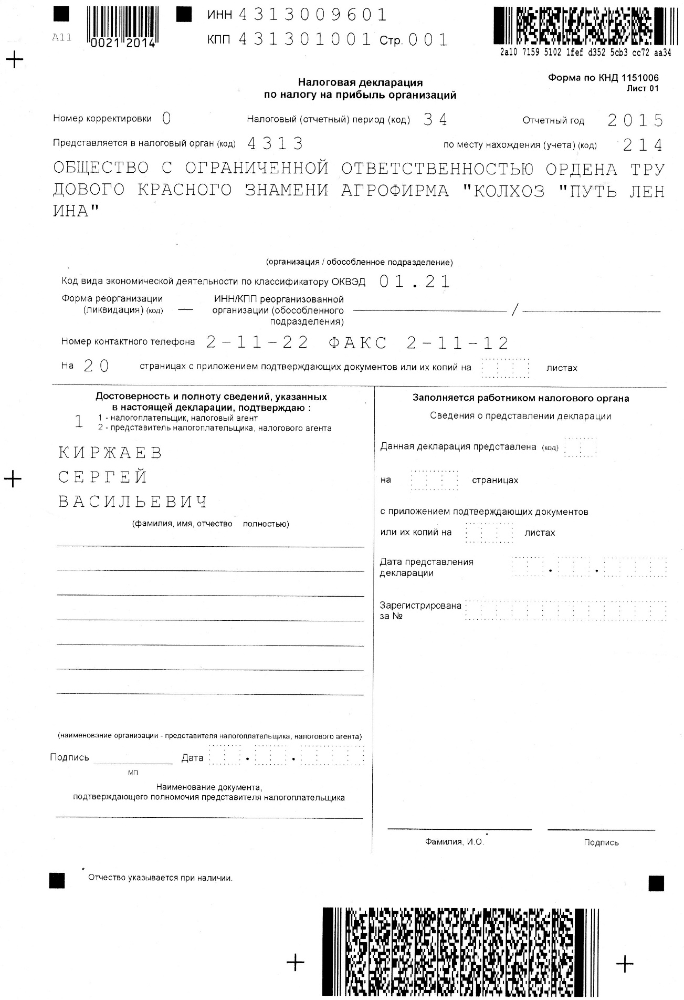 ИНН 4313009601
А11
0021 2014
КПП 431301001 Стр. 001
2a10 7159 5102 1fef d352 5cb3 cc72 aa34
Форма по КНД 1151006
Лист 01
Налоговая декларация
по налогу на прибыль организаций
Номер корректировки 0 Налоговый (отчетный) период (код) 34 Отчетный год 2015
Представляется в налоговый орган (код) 4313 по месту нахождения (учета) (код) 214
ОБЩЕСТВО С ОГРАНИЧЕННОЙ ОТВЕТСТВЕННОСТЬЮ ОРДЕНА ТРУ
ДОВОГО КРАСНОГО ЗНАМЕНИ АГРОФИРМА "КОЛХОЗ "ПУТЬ ЛЕН
ИНА"
(организация / обособленное подразделение)
Код вида экономической деятельности по классификатору ОКВЭД 01.21
Форма реорганизации
(ликвидация) (код) —
ИНН/КПП реорганизованной
организации (обособленного
подразделения)
/
Номер контактного телефона 2-11-22 ФАКС 2-11-12
На 20 страницах с приложением подтверждающих документов или их копий на листах
Достоверность и полноту сведений, указанных
в настоящей декларации, подтверждаю :
1
1 - налогоплательщик, налоговый агент
2 - представитель налогоплательщика, налогового агента
КИРЖАЕВ
СЕРГЕЙ
ВАСИЛЬЕВИЧ
(фамилия, имя, отчество полностью)
(наименование организации - представителя налогоплательщика, налогового агента)
Подпись Дата . .
МП
Наименование документа,
подтверждающего полномочия представителя налогоплательщика
Заполняется работником налогового органа
Сведения о представлении декларации
Данная декларация представлена (код)
на страницах
с приложением подтверждающих документов
или их копий на листах
Дата представления
декларации . .
Зарегистрирована
за №
Фамилия, И.О.* Подпись
* Отчество указывается при наличии.